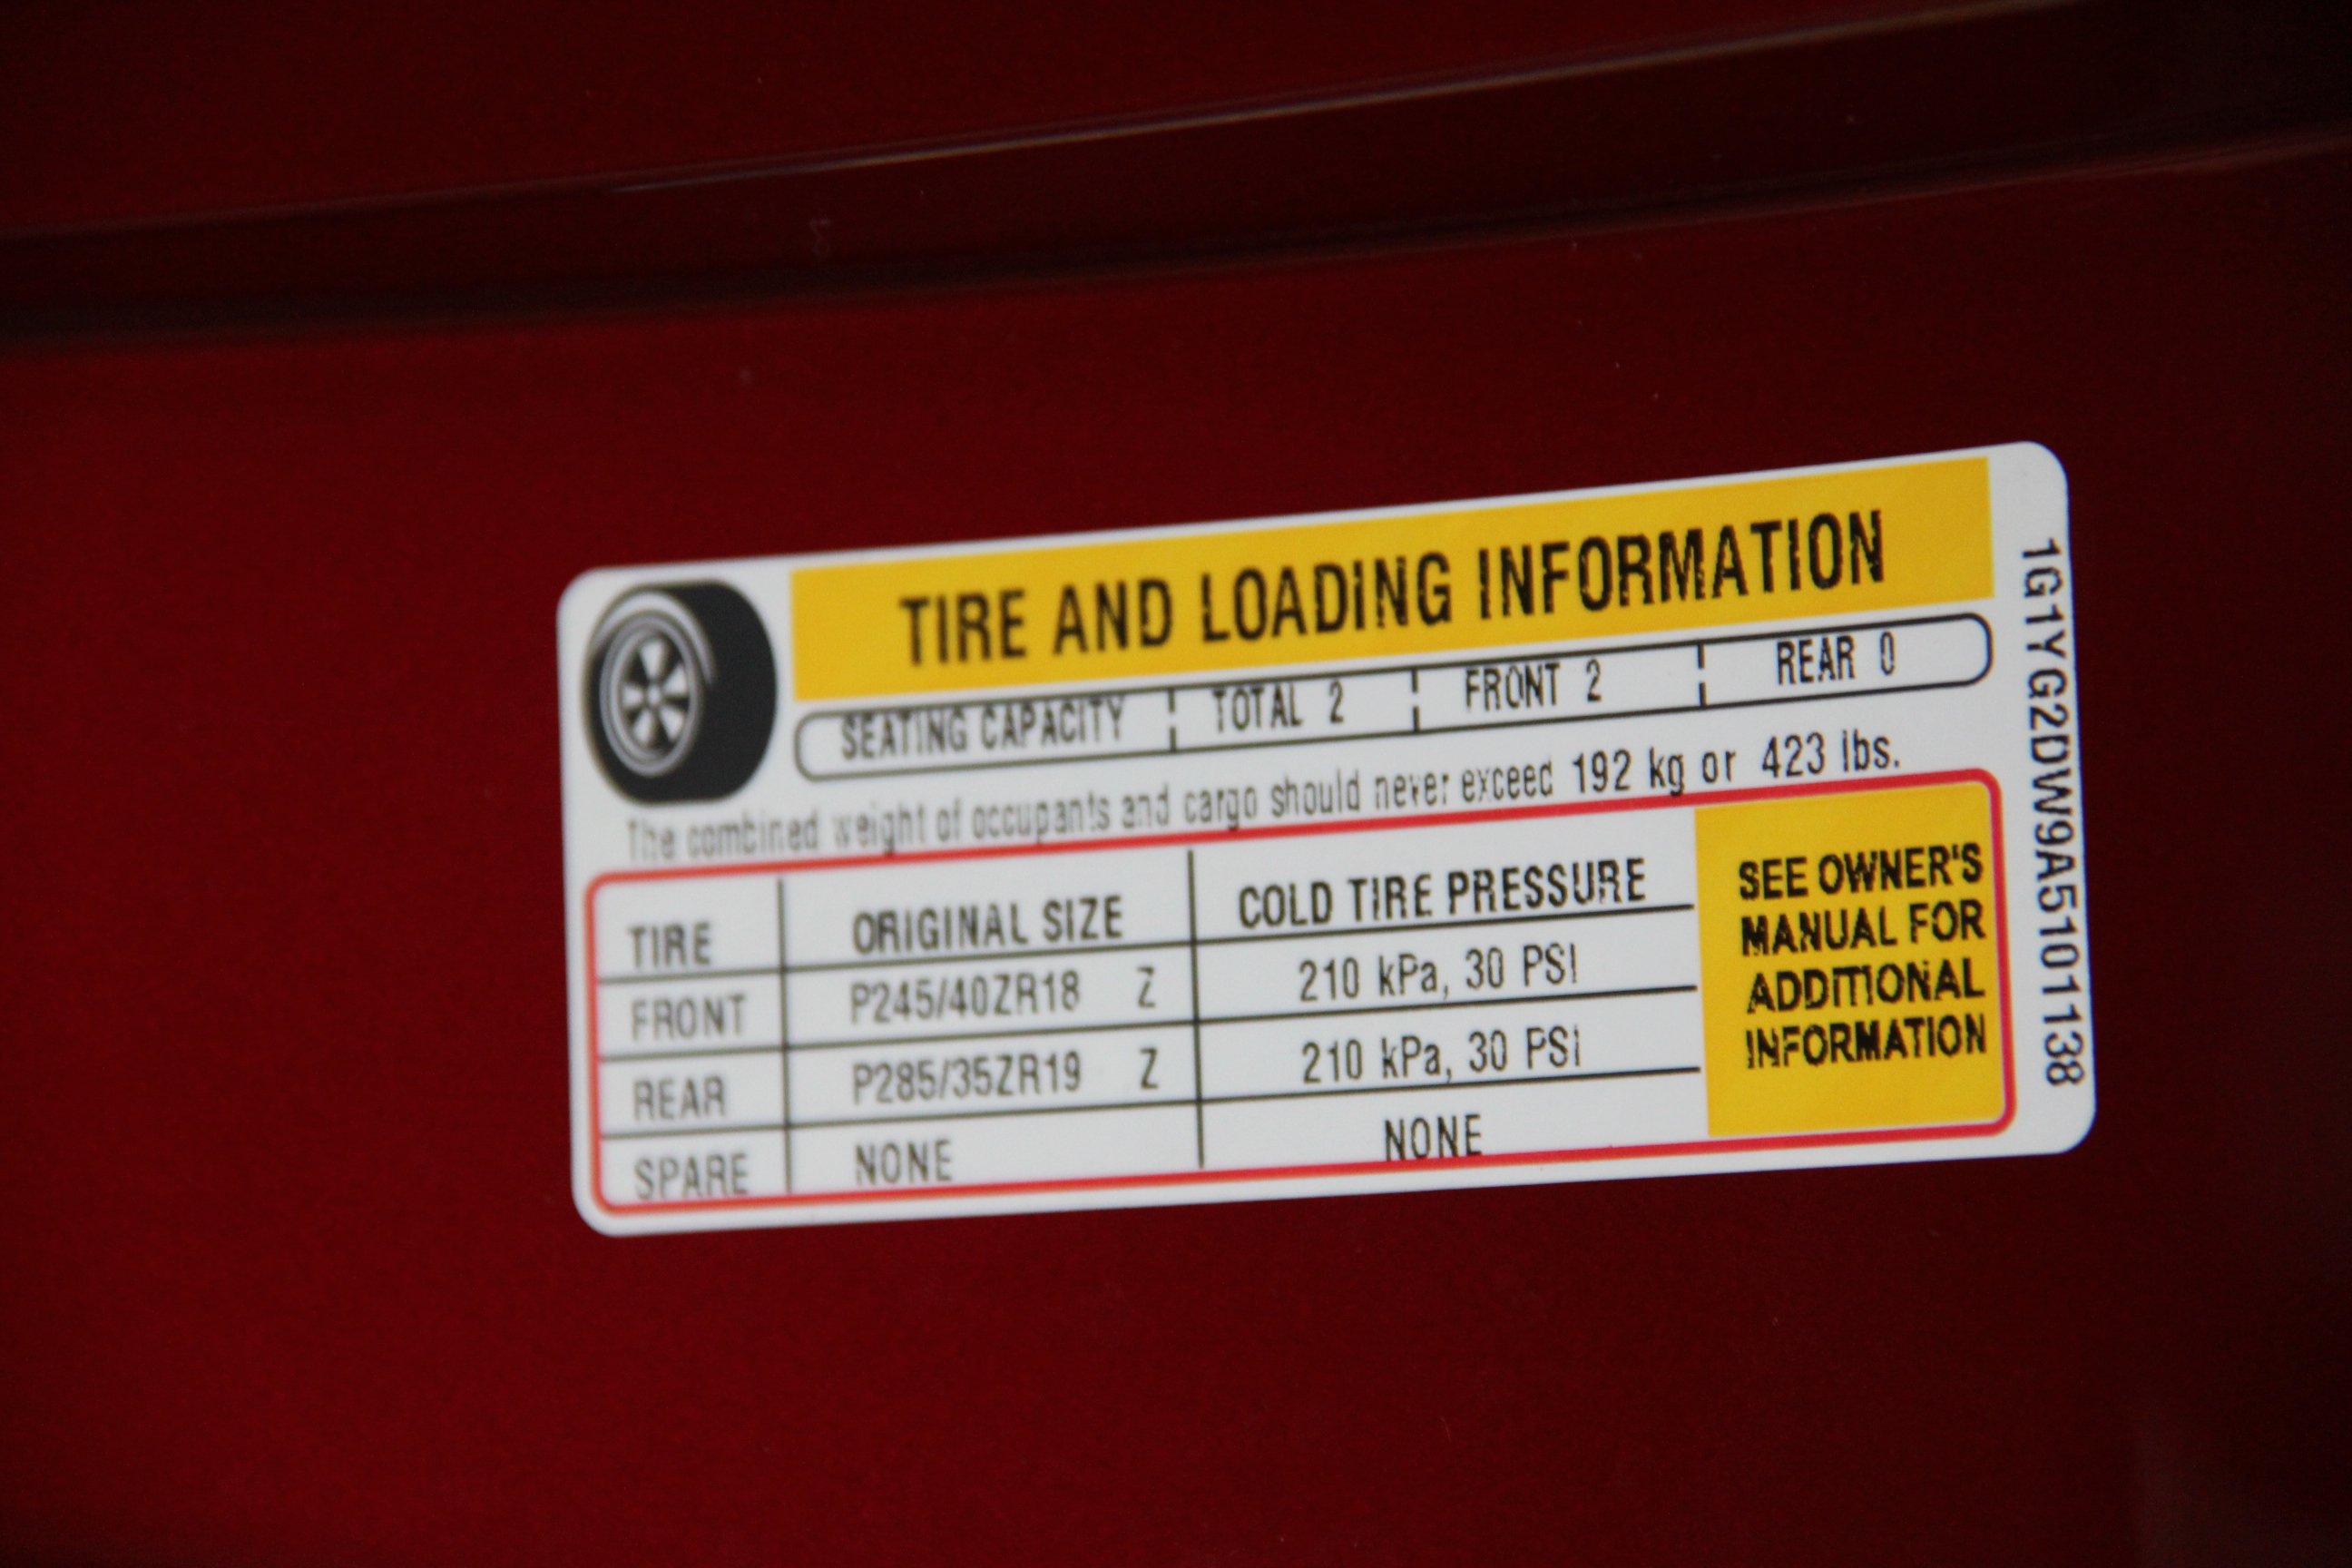 TIRE AND LOADING INFORMATION
SEATING CAPACITY TOTAL 2 FRONT 2 REAR 0
The combined weight of occupants and cargo should never exceed 192 kg or 423 lbs.
TIRE ORIGINAL SIZE COLD TIRE PRESSURE
FRONT P245/40ZR18 Z 210 kPa, 30 PSI
REAR P285/35ZR19 Z 210 kPa, 30 PSI
SPARE NONE NONE
SEE OWNER'S
MANUAL FOR
ADDITIONAL
INFORMATION
1G1YG2DW9A5101138